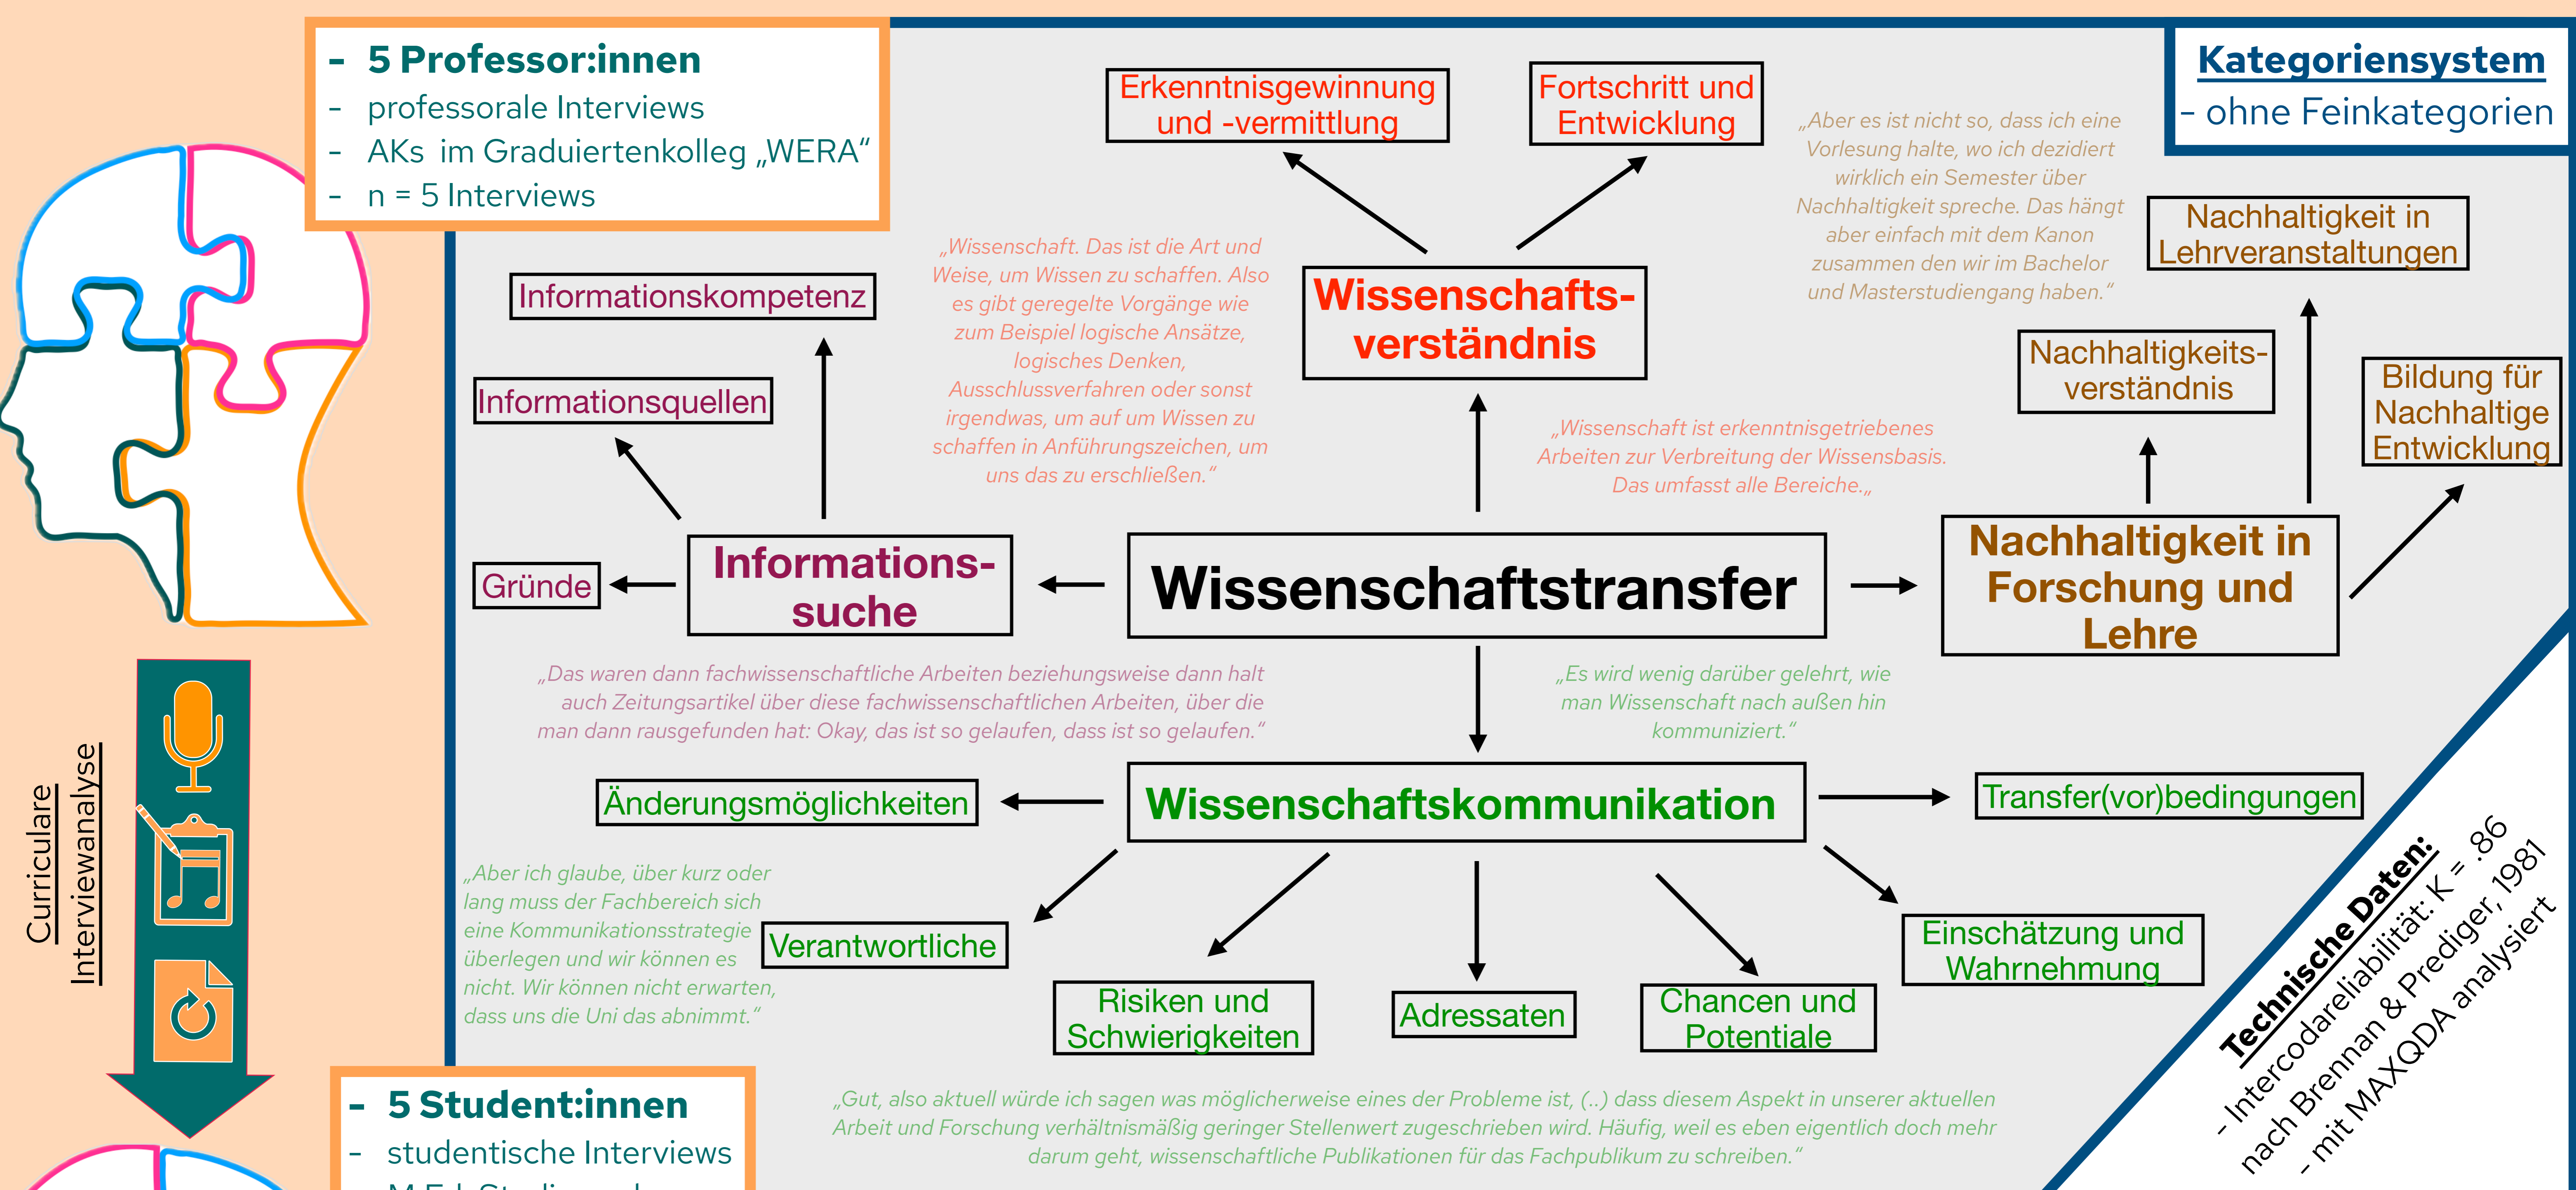 - 5 Professor:innen
- professorale Interviews
- AKs im Graduiertenkolleg „WERA“
- n = 5 Interviews
Kategoriensystem
- ohne Feinkategorien
Erkenntnisgewinnung
und -vermittlung
Fortschritt und
Entwicklung
„Aber es ist nicht so, dass ich eine
Vorlesung halte, wo ich dezidiert
wirklich ein Semester über
Nachhaltigkeit spreche. Das hängt
aber einfach mit dem Kanon
zusammen den wir im Bachelor
und Masterstudiengang haben.“
Nachhaltigkeit in
Lehrveranstaltungen
„Wissenschaft. Das ist die Art und
Weise, um Wissen zu schaffen. Also
es gibt geregelte Vorgänge wie
zum Beispiel logische Ansätze,
logisches Denken,
Ausschlussverfahren oder sonst
irgendwas, um auf um Wissen zu
schaffen in Anführungszeichen, um
uns das zu erschließen.“
Wissenschafts-
verständnis
Informationskompetenz
Informationsquellen
Nachhaltigkeits-
verständnis
Bildung für
Nachhaltige
Entwicklung
„Wissenschaft ist erkenntnisgetriebenes
Arbeiten zur Verbreitung der Wissensbasis.
Das umfasst alle Bereiche.„
Gründe
Informations-
suche
Wissenschaftstransfer
Nachhaltigkeit in
Forschung und
Lehre
„Das waren dann fachwissenschaftliche Arbeiten beziehungsweise dann halt
auch Zeitungsartikel über diese fachwissenschaftlichen Arbeiten, über die
man dann rausgefunden hat: Okay, das ist so gelaufen, dass ist so gelaufen.“
„Es wird wenig darüber gelehrt, wie
man Wissenschaft nach außen hin
kommuniziert.“
Curriculare
Interviewanalyse
Änderungsmöglichkeiten
Wissenschaftskommunikation
Transfer(vor)bedingungen
„Aber ich glaube, über kurz oder
lang muss der Fachbereich sich
eine Kommunikationsstrategie
überlegen und wir können es
nicht. Wir können nicht erwarten,
dass uns die Uni das abnimmt.“
Verantwortliche
Risiken und
Schwierigkeiten
Adressaten
Chancen und
Potentiale
Einschätzung und
Wahrnehmung
Technische Daten:
- Intercodareliabilität: K = .86
nach Brennan & Prediger, 1981
- mit MAXQDA analysiert
„Gut, also aktuell würde ich sagen was möglicherweise eines der Probleme ist, (..) dass diesem Aspekt in unserer aktuellen
Arbeit und Forschung verhältnismäßig geringer Stellenwert zugeschrieben wird. Häufig, weil es eben eigentlich doch mehr
darum geht, wissenschaftliche Publikationen für das Fachpublikum zu schreiben.“
- 5 Student:innen
- studentische Interviews